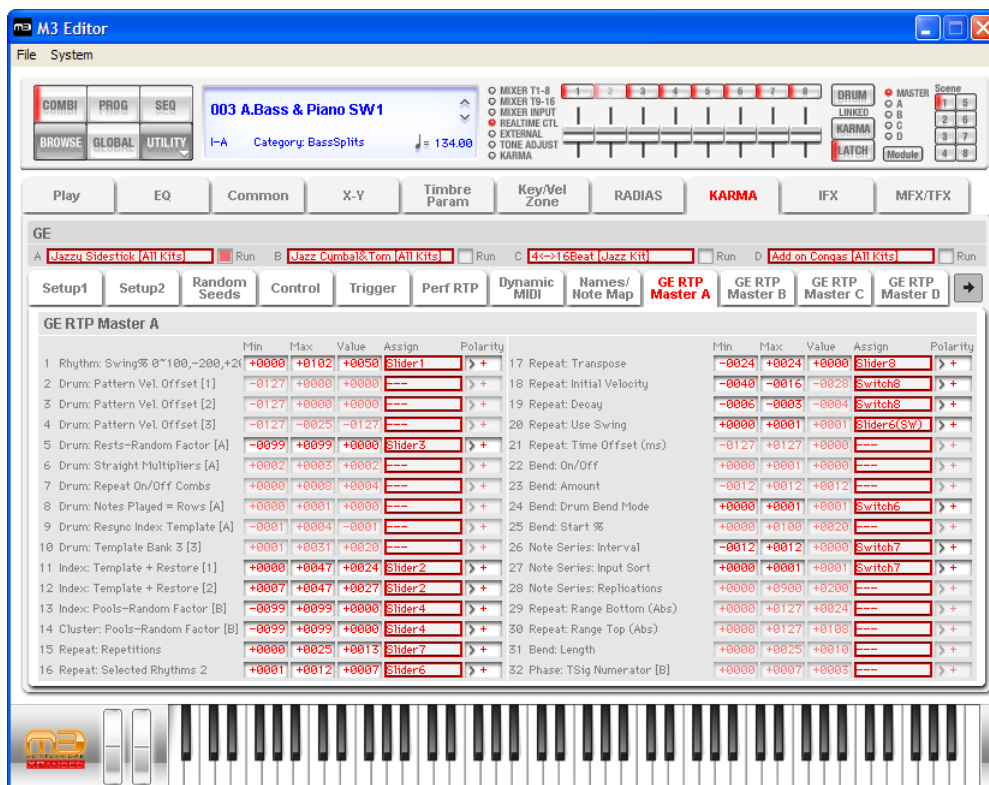 M3 Editor
File System
COMBI PROG SEQ
BROWSE GLOBAL UTILITY
003 A.Bass & Piano SW1
I-A Category: BassSplits ♩= 134.00
MIXER T1-8
MIXER T9-16
MIXER INPUT
REALTIME CTL
EXTERNAL
TONE ADJUST
KARMA
1 2 3 4 5 6 7 8
DRUM
LINKED
KARMA
LATCH
MASTER
A
B
C
D
Module
Scene
1 5
2 6
3 7
4 8
Play EQ Common X-Y Timbre Param Key/Vel Zone RADIAS KARMA IFX MFX/TFX
GE
A Jazzy Sidestick [All Kits] Run B Jazz Cymbal&Tom [All Kits] Run C 4<->16Beat [Jazz Kit] Run D Add on Congas [All Kits] Run
Setup1 Setup2 Random Seeds Control Trigger Perf RTP Dynamic MIDI Names/Note Map GE RTP Master A GE RTP Master B GE RTP Master C GE RTP Master D
GE RTP Master A
Min Max Value Assign Polarity
1 Rhythm: Swing% 0~100,-200,+20 +0000 +0102 +0050 Slider1 +
2 Drum: Pattern Vel. Offset [1] -0127 +0000 +0000 --- +
3 Drum: Pattern Vel. Offset [2] -0127 +0000 +0000 --- +
4 Drum: Pattern Vel. Offset [3] -0127 -0025 -0127 --- +
5 Drum: Rests-Random Factor [A] -0099 +0099 +0000 Slider3 +
6 Drum: Straight Multipliers [A] +0002 +0003 +0002 --- +
7 Drum: Repeat On/Off Combs +0000 +0008 +0004 --- +
8 Drum: Notes Played = Rows [A] +0000 +0001 +0000 --- +
9 Drum: Resync Index Template [A] -0001 +0004 -0001 --- +
10 Drum: Template Bank 3 [3] +0001 +0031 +0020 --- +
11 Index: Template + Restore [1] +0000 +0047 +0024 Slider2 +
12 Index: Template + Restore [2] +0007 +0047 +0027 Slider2 +
13 Index: Pools-Random Factor [B] -0099 +0099 +0000 Slider4 +
14 Cluster: Pools-Random Factor [B] -0099 +0099 +0000 Slider4 +
15 Repeat: Repetitions +0000 +0025 +0013 Slider7 +
16 Repeat: Selected Rhythms 2 +0001 +0012 +0007 Slider6 +
Min Max Value Assign Polarity
17 Repeat: Transpose -0024 +0024 +0000 Slider8 +
18 Repeat: Initial Velocity -0040 -0016 -0028 Switch8 +
19 Repeat: Decay -0006 -0003 -0004 Switch8 +
20 Repeat: Use Swing +0000 +0001 +0001 Slider6(SW) +
21 Repeat: Time Offset (ms) -0127 +0127 +0000 --- +
22 Bend: On/Off +0000 +0001 +0000 --- +
23 Bend: Amount -0012 +0012 +0012 --- +
24 Bend: Drum Bend Mode +0000 +0001 +0001 Switch6 +
25 Bend: Start % +0000 +0100 +0020 --- +
26 Note Series: Interval -0012 +0012 +0000 Switch7 +
27 Note Series: Input Sort +0000 +0001 +0001 Switch7 +
28 Note Series: Replications +0000 +0900 +0200 --- +
29 Repeat: Range Bottom (Abs) +0000 +0127 +0024 --- +
30 Repeat: Range Top (Abs) +0000 +0127 +0108 --- +
31 Bend: Length +0000 +0025 +0010 --- +
32 Phase: TSig Numerator [B] +0000 +0007 +0003 --- +
m3
XPANDED